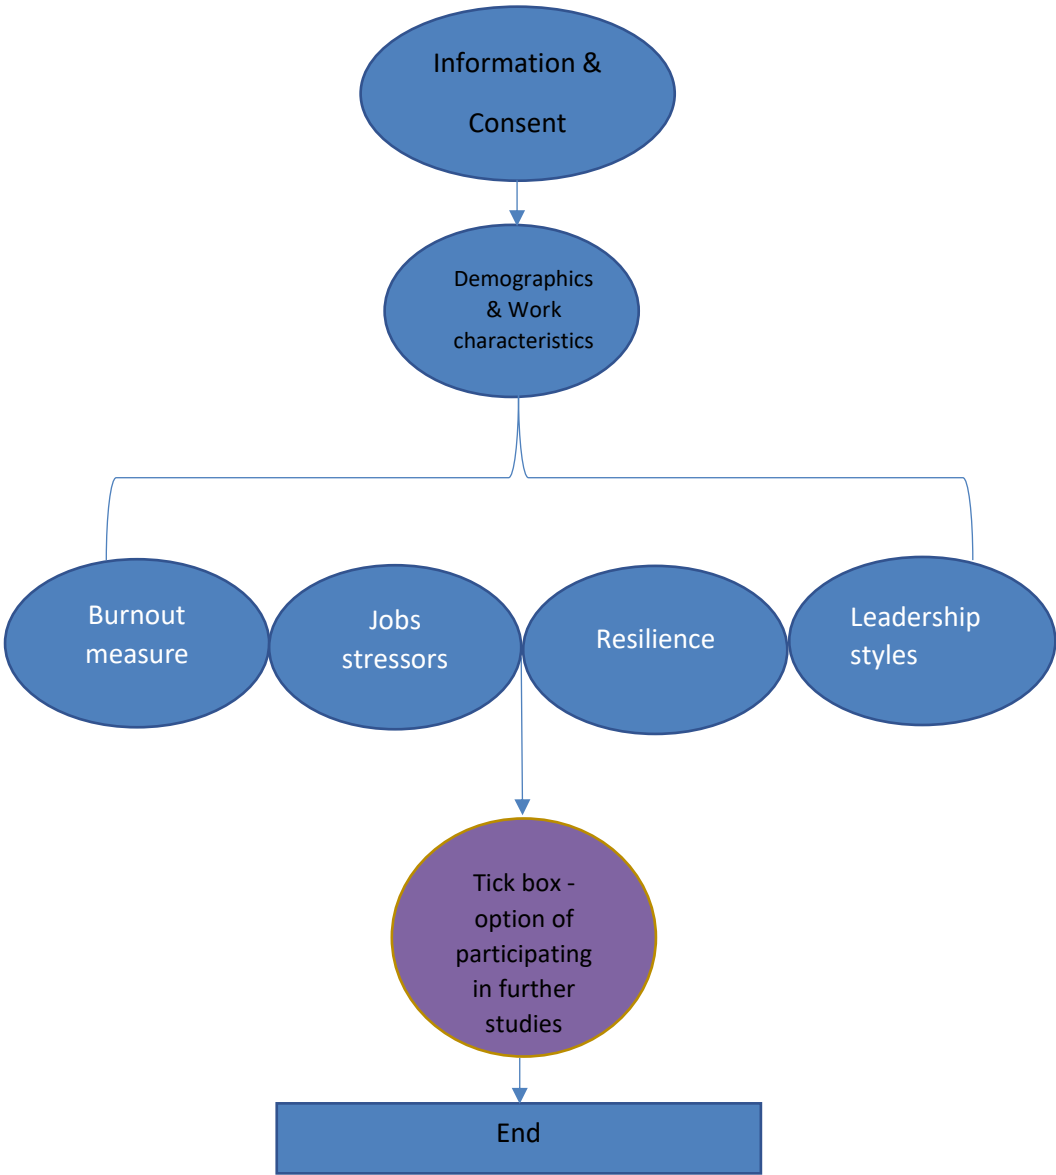 Information &
Consent
Demographics
& Work
characteristics
Burnout
measure
Jobs
stressors
Resilience
Leadership
styles
Tick box -
option of
participating
in further
studies
End